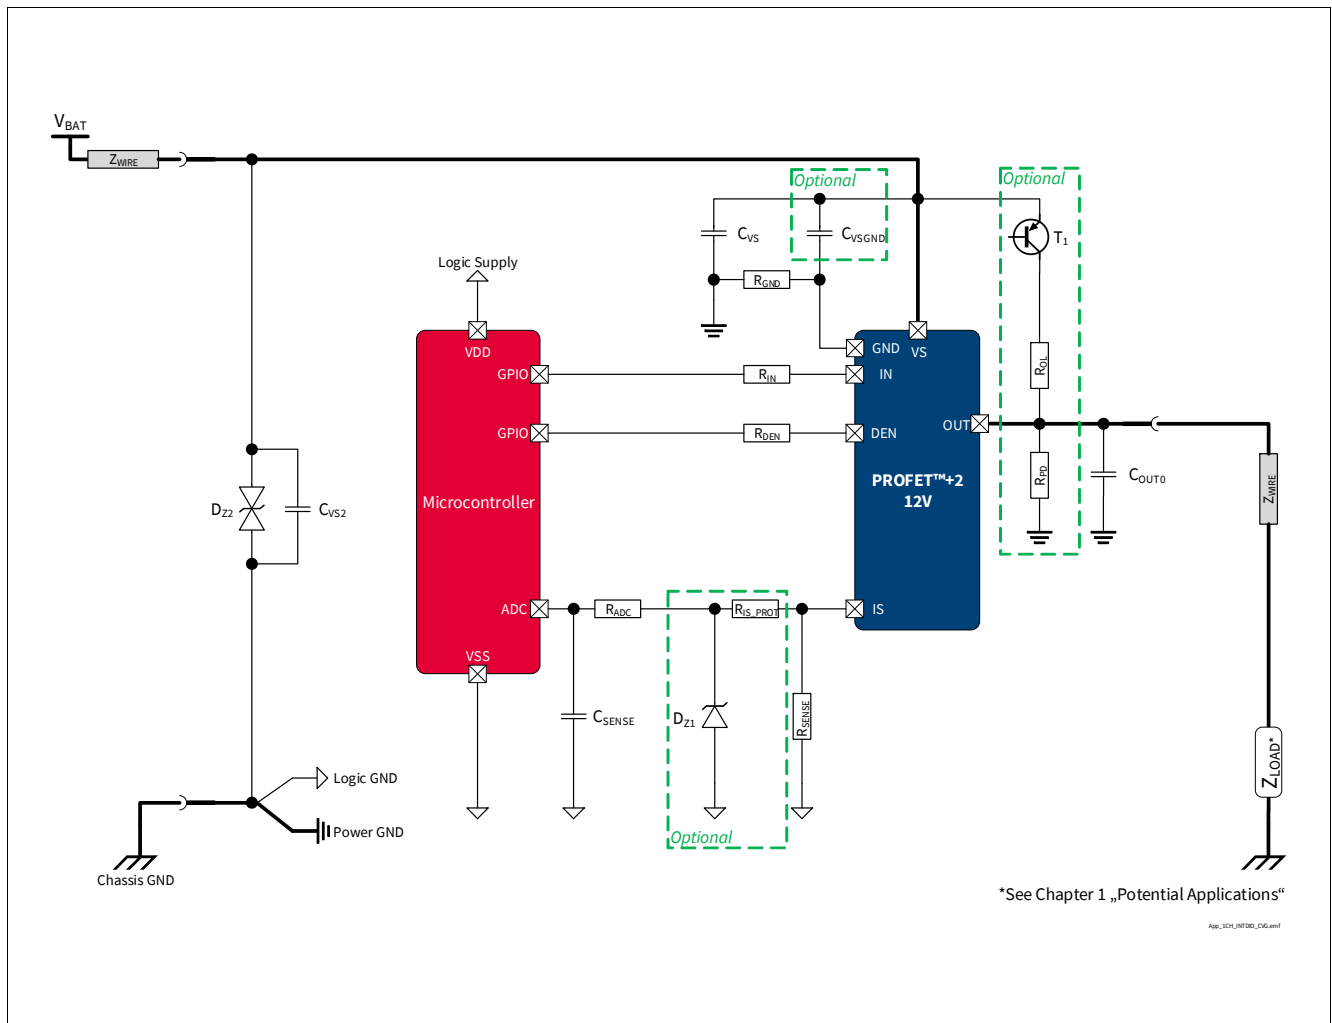 VBAT
ZWIRE
Optional
Optional
CVS
CVSGND
T1
Logic Supply
RGND
VDD
GND
VS
GPIO
RIN
IN
ROL
GPIO
RDEN
DEN
OUT
PROFET™+2
12V
RPD
COUT0
ZWIRE
Microcontroller
DZ2
CVS2
ADC
RADC
RIS_PROT
IS
VSS
CSENSE
DZ1
RSENSE
ZLOAD*
Logic GND
Power GND
Optional
Chassis GND
*See Chapter 1 „Potential Applications“
App_1CH_INTDIO_CVG.emf